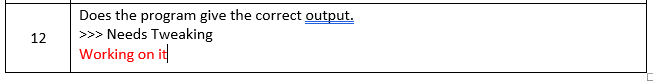 12
Does the program give the correct output.
>>> Needs Tweaking
Working on it